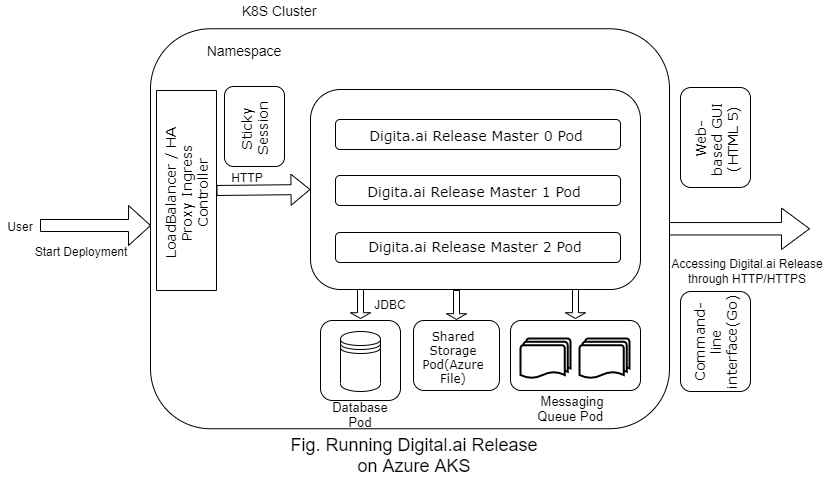 K8S Cluster
Namespace
LoadBalancer / HA
Proxy Ingress
Controller
Sticky
Session
HTTP
User
Start Deployment
Digita.ai Release Master 0 Pod
Digita.ai Release Master 1 Pod
Digita.ai Release Master 2 Pod
JDBC
Database
Pod
Shared
Storage
Pod(Azure
File)
Messaging
Queue Pod
Web-
based GUI
(HTML 5)
Accessing Digital.ai Release
through HTTP/HTTPS
Command-
line
interface(Go)
Fig. Running Digital.ai Release
on Azure AKS